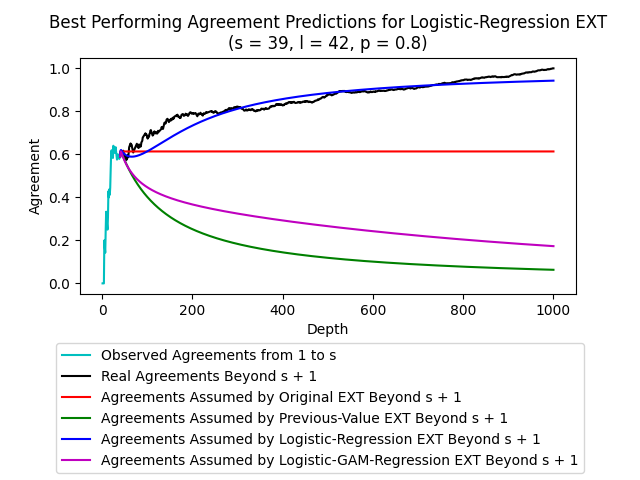 Best Performing Agreement Predictions for Logistic-Regression EXT
(s = 39, l = 42, p = 0.8)
1.0
0.8
0.6
0.4
0.2
0.0
Agreement
0 200 400 600 800 1000
Depth
Observed Agreements from 1 to s
Real Agreements Beyond s + 1
Agreements Assumed by Original EXT Beyond s + 1
Agreements Assumed by Previous-Value EXT Beyond s + 1
Agreements Assumed by Logistic-Regression EXT Beyond s + 1
Agreements Assumed by Logistic-GAM-Regression EXT Beyond s + 1